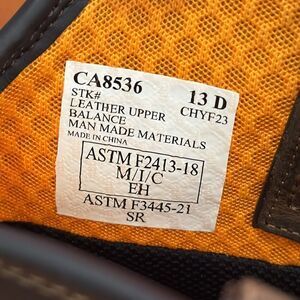 CA8536 13 D
STK# CHYF23
LEATHER UPPER
BALANCE
MAN MADE MATERIALS
MADE IN CHINA
ASTM F2413-18
M/I/C
EH
ASTM F3445-21
SR